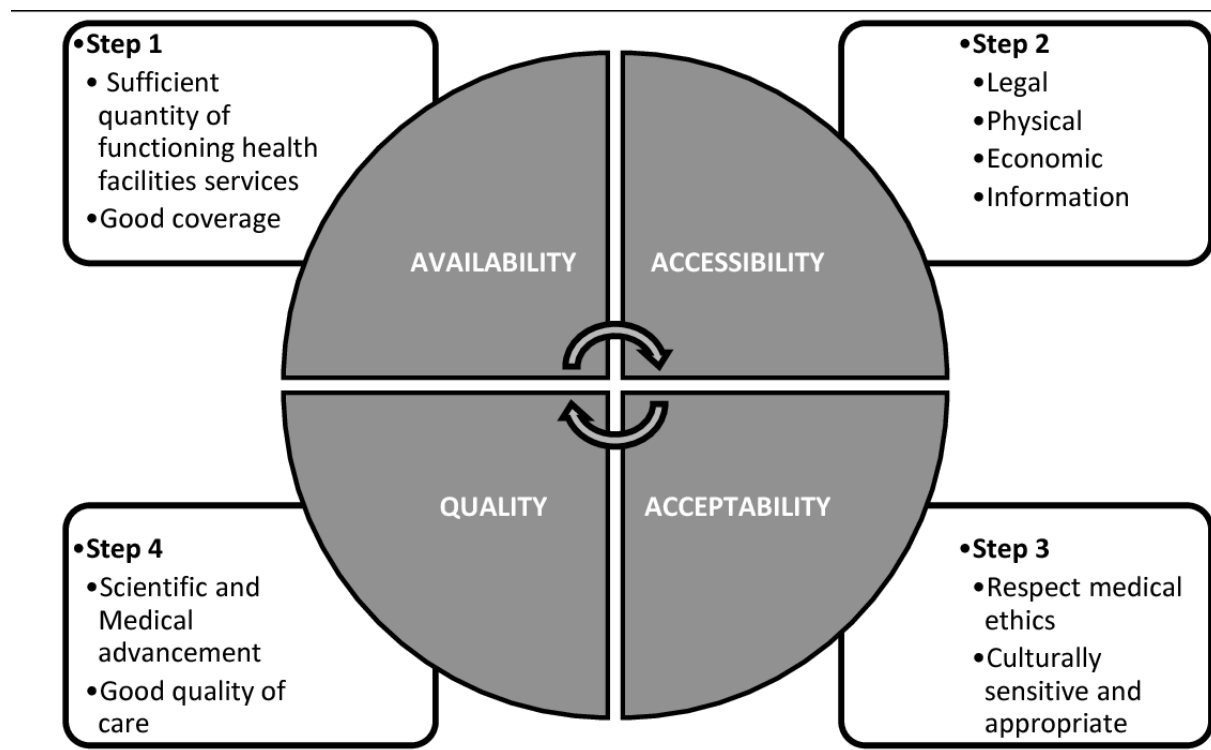 •Step 1
• Sufficient
quantity of
functioning health
facilities services
•Good coverage
•Step 2
•Legal
•Physical
•Economic
•Information
AVAILABILITY
ACCESSIBILITY
QUALITY
ACCEPTABILITY
•Step 4
•Scientific and
Medical
advancement
•Good quality of
care
•Step 3
•Respect medical
ethics
•Culturally
sensitive and
appropriate